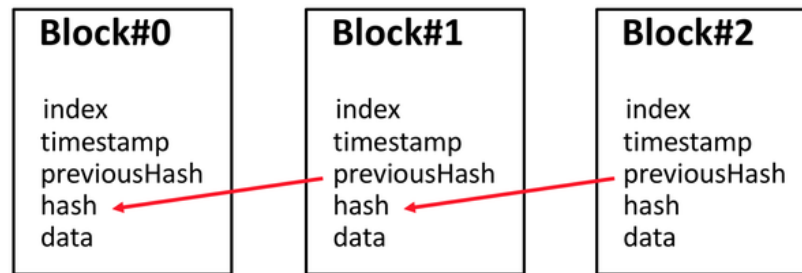 Block#0
index
timestamp
previousHash
hash
data
Block#1
index
timestamp
previousHash
hash
data
Block#2
index
timestamp
previousHash
hash
data